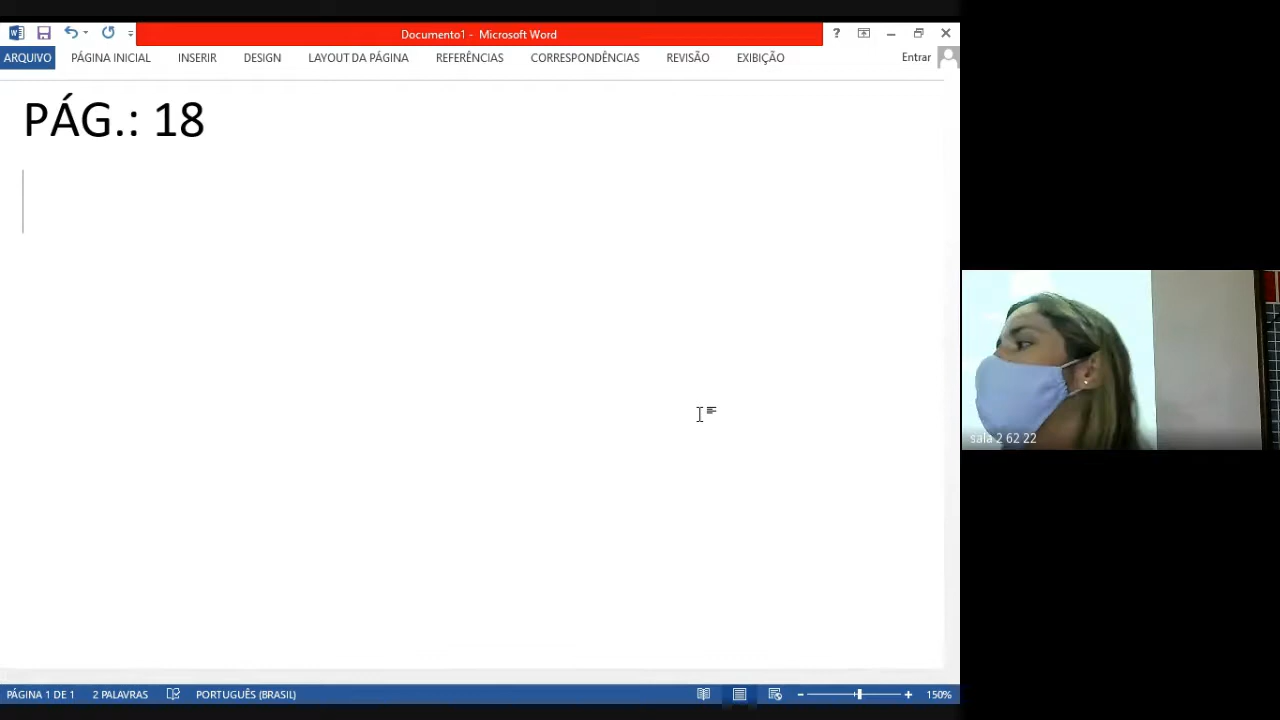 Documento1 - Microsoft Word
?
ARQUIVO PÁGINA INICIAL INSERIR DESIGN LAYOUT DA PÁGINA REFERÊNCIAS CORRESPONDÊNCIAS REVISÃO EXIBIÇÃO Entrar
PÁG.: 18
sala 2 62 22
PÁGINA 1 DE 1 2 PALAVRAS PORTUGUÊS (BRASIL) 150%